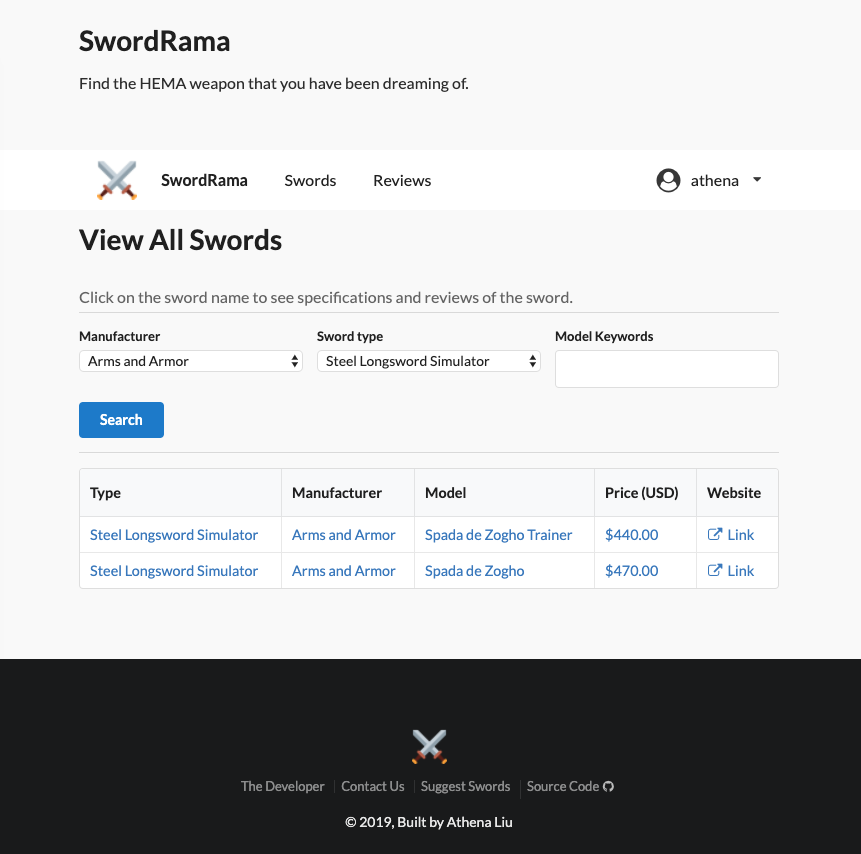 SwordRama
Find the HEMA weapon that you have been dreaming of.
SwordRama Swords Reviews athena
View All Swords
Click on the sword name to see specifications and reviews of the sword.
Manufacturer Sword type Model Keywords
Arms and Armor Steel Longsword Simulator
Search
Type Manufacturer Model Price (USD) Website
Steel Longsword Simulator Arms and Armor Spada de Zogho Trainer $440.00 Link
Steel Longsword Simulator Arms and Armor Spada de Zogho $470.00 Link
The Developer Contact Us Suggest Swords Source Code
© 2019, Built by Athena Liu